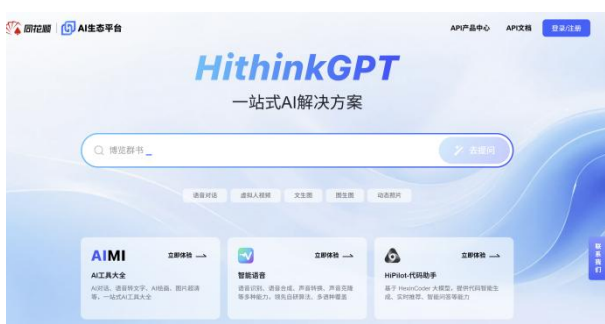 同花顺 AI生态平台
API产品中心 API文档 登录/注册
HithinkGPT
一站式AI解决方案
博览群书_ 去提问
语音对话 虚拟人视频 文生图 图生图 动态照片
AIMI 立即体验
AI工具大全
AI对话、语音转文字、AI绘画、图片超清
等，一站式AI工具大全
立即体验
智能语音
语音识别、语音合成、声音转换、声音克隆
等多种能力，领先自研算法、多语种覆盖
立即体验
HiPilot-代码助手
基于 HexinCoder 大模型，提供代码智能生
成、实时推荐、智能问答等能力
联系我们